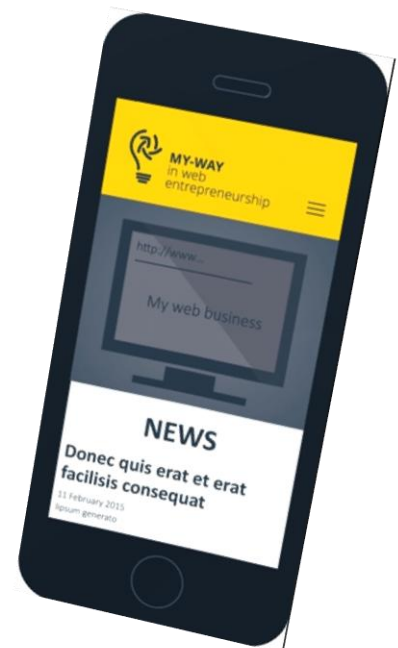 MY-WAY
in web
entrepreneurship
http://www...
My web business
NEWS
Donec quis erat et erat
facilisis consequat
11 February 2015
lipsum generato